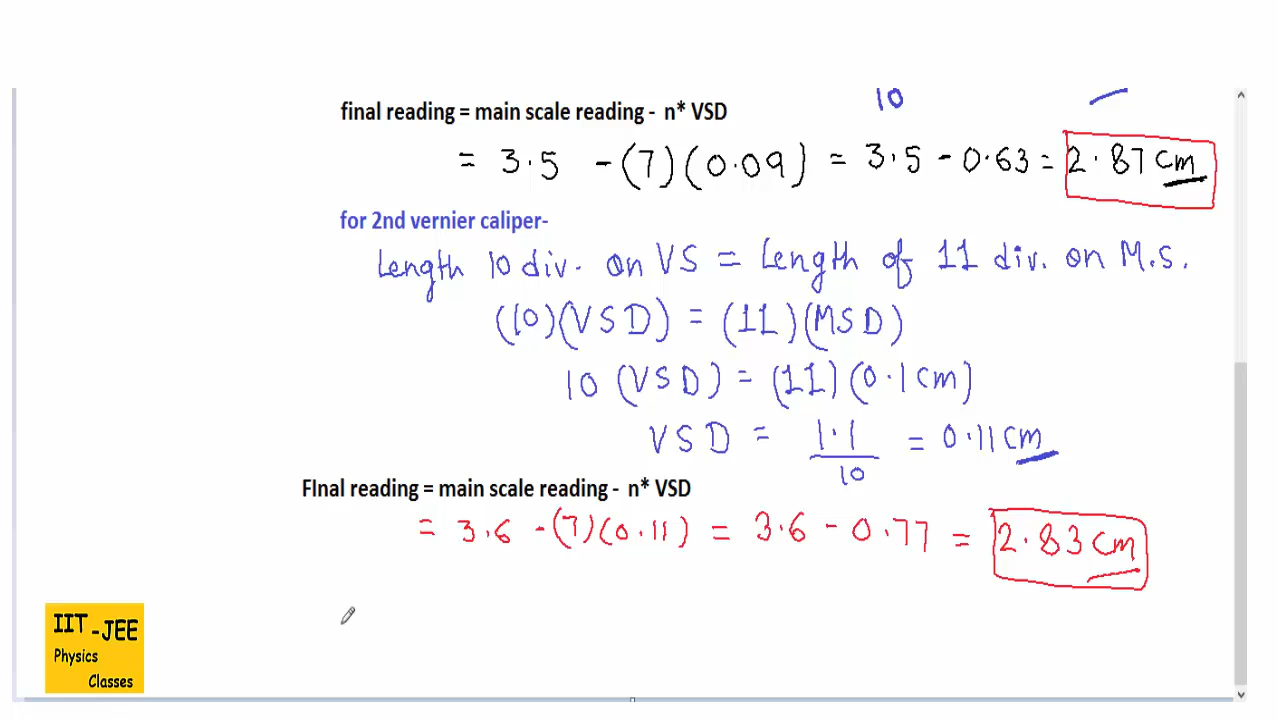 10
final reading = main scale reading - n* VSD
= 3.5 -(7)(0.09) = 3.5 - 0.63 = 2.87 cm
for 2nd vernier caliper-
Length 10 div. on VS = Length of 11 div. on M.S.
(10)(VSD) = (11)(MSD)
10 (VSD) = (11)(0.1cm)
VSD = 1.1/10 = 0.11 cm
FInal reading = main scale reading - n* VSD
= 3.6 -(7)(0.11) = 3.6 - 0.77 = 2.83 cm
IIT -JEE
Physics
Classes